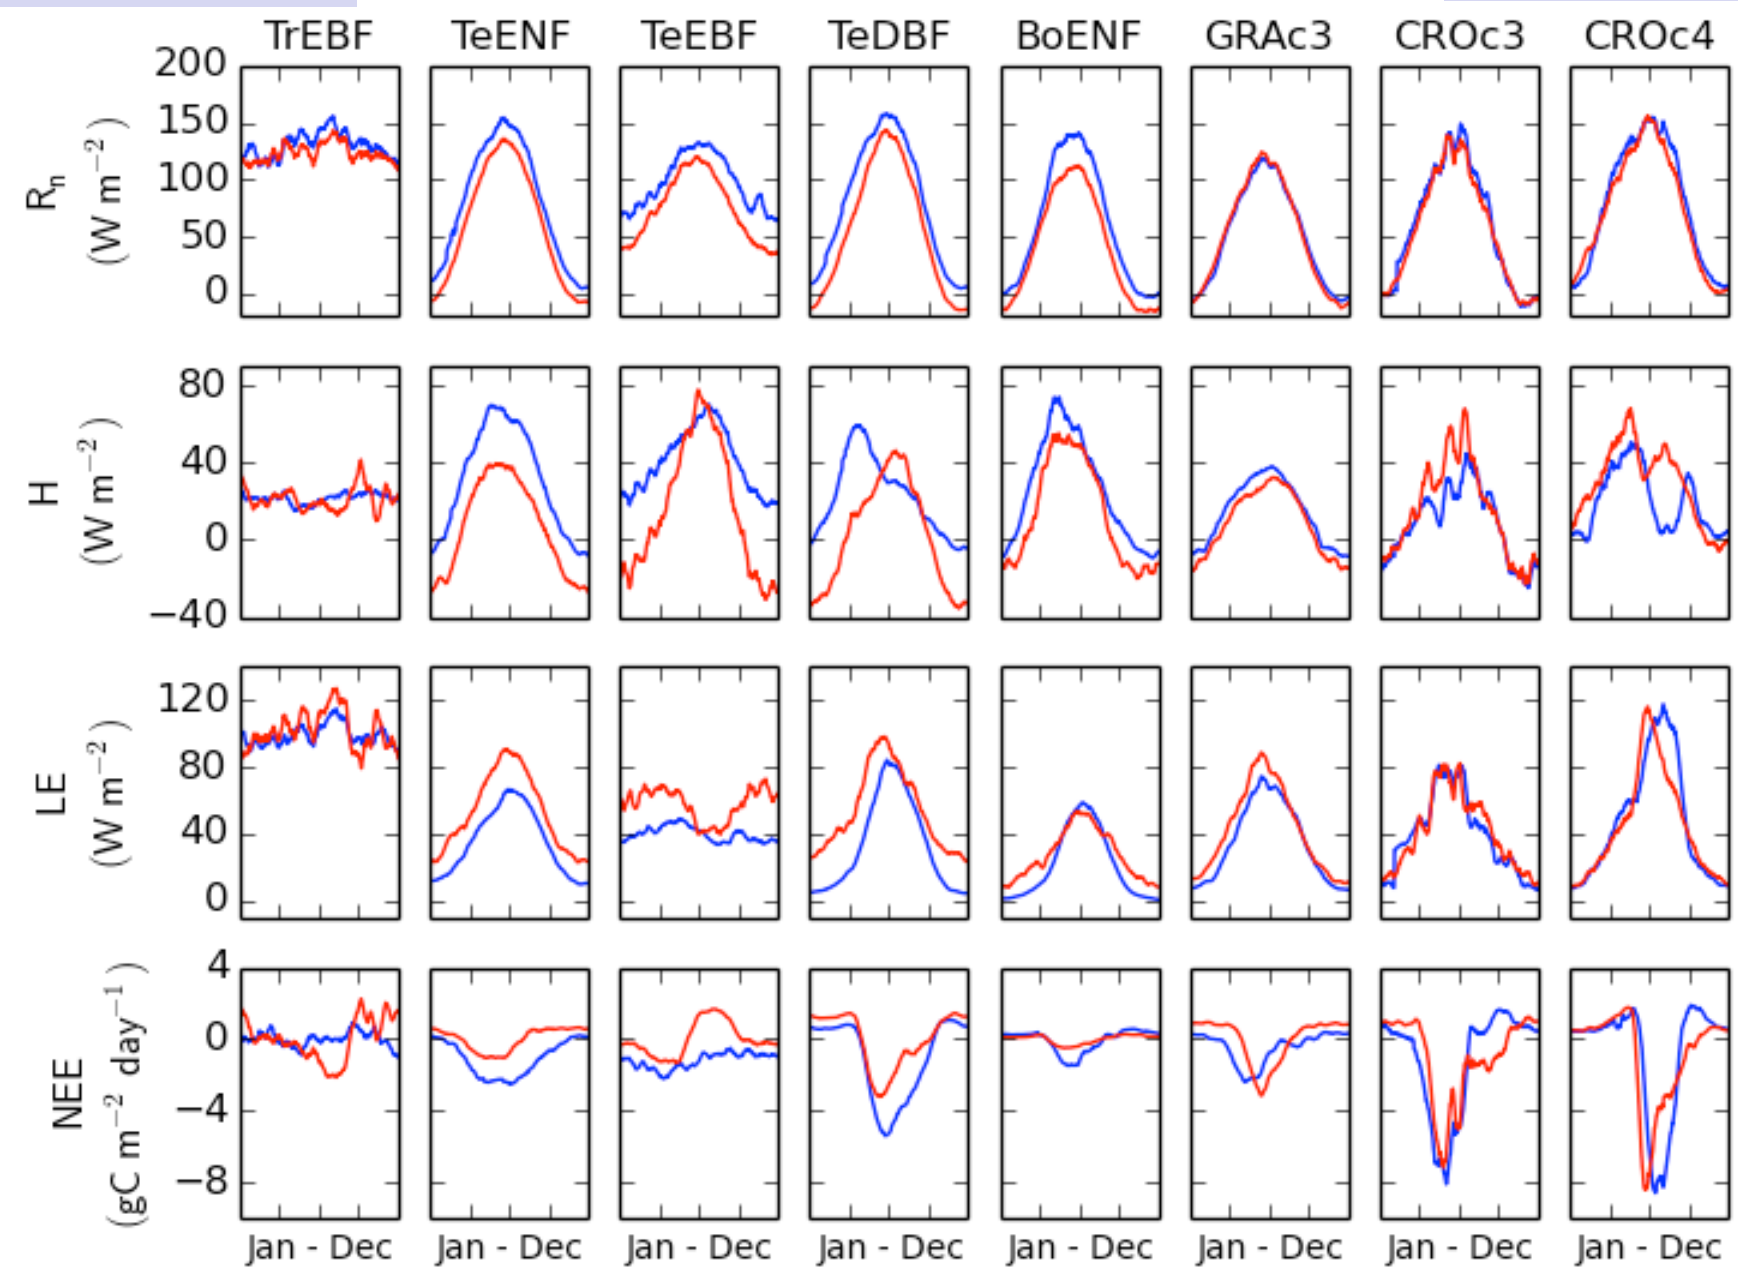 TrEBF TeENF TeEBF TeDBF BoENF GRAc3 CROc3 CROc4
Rₙ
(W m⁻²)
200
150
100
50
0
H
(W m⁻²)
80
40
0
−40
LE
(W m⁻²)
120
80
40
0
NEE
(gC m⁻² day⁻¹)
4
0
−4
−8
Jan - Dec Jan - Dec Jan - Dec Jan - Dec Jan - Dec Jan - Dec Jan - Dec Jan - Dec